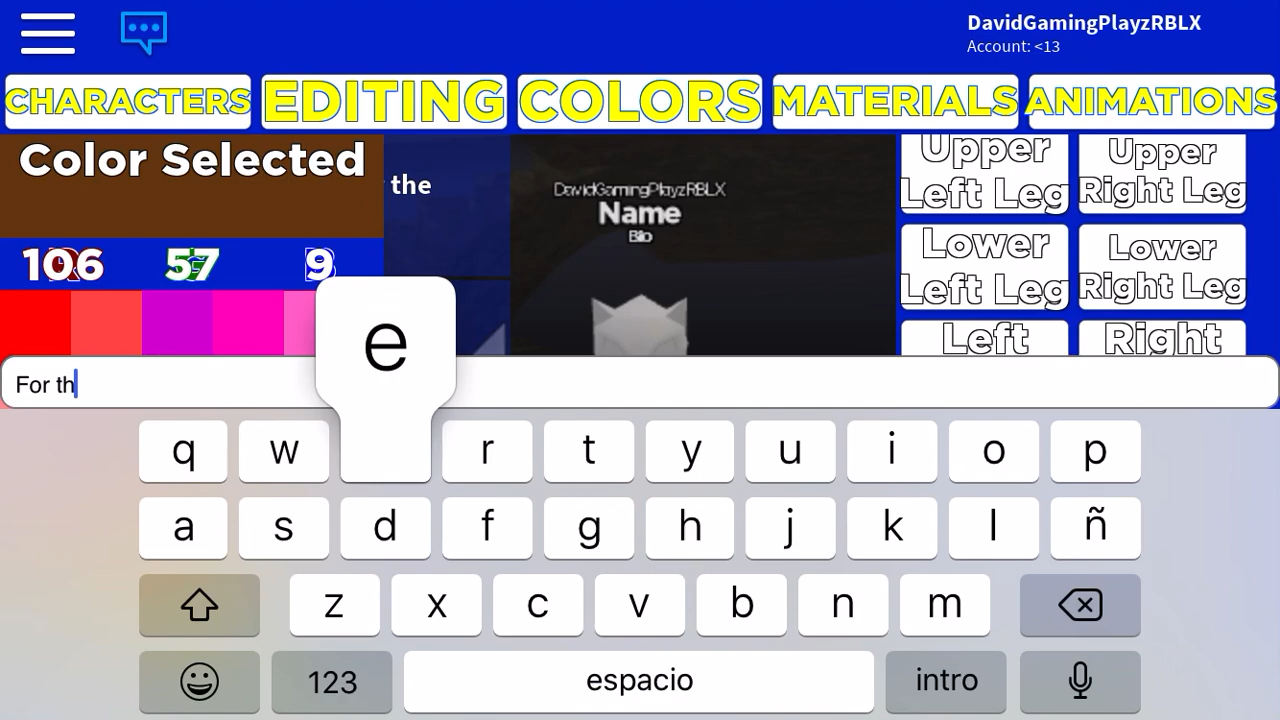 DavidGamingPlayzRBLX
Account: <13
CHARACTERS EDITING COLORS MATERIALS ANIMATIONS
Color Selected
106 57 9
the
DavidGamingPlayzRBLX
Name
Bio
Upper Left Leg
Upper Right Leg
Lower Left Leg
Lower Right Leg
Left
Right
For th
e
q w r t y u i o p
a s d f g h j k l ñ
z x c v b n m
123 espacio intro